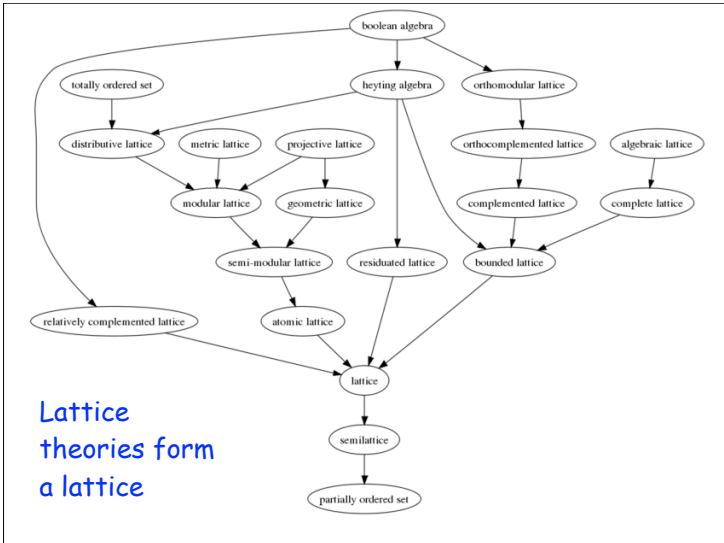 boolean algebra
totally ordered set
heyting algebra
orthomodular lattice
distributive lattice
metric lattice
projective lattice
orthocomplemented lattice
algebraic lattice
modular lattice
geometric lattice
complemented lattice
complete lattice
semi-modular lattice
residuated lattice
bounded lattice
relatively complemented lattice
atomic lattice
lattice
Lattice
theories form
a lattice
semilattice
partially ordered set